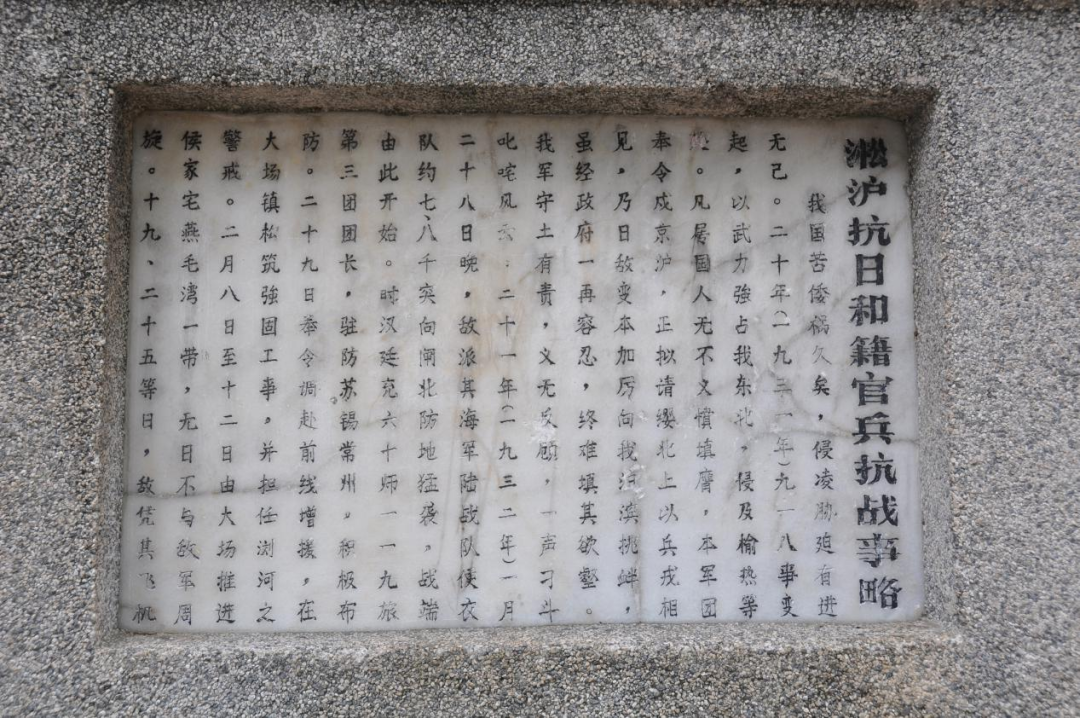 淞沪抗日和籍官兵抗战事略
我国苦倭祸久矣，侵凌胁迫有进
无己。二十年(一九三一年)九一八事变
起，以武力強占我东北，侵及榆热等
。凡居国人无不义愤填膺，本军团
奉令戍京沪，正拟请缨北上以兵戎相
见，乃日敌变本加厉向我沪滨挑衅，
虽经政府一再容忍，终难填其欲壑。
我军守土有责，义无反顾，一声刁斗
叱咤风云．二十一年(一九三二年)一月
二十八日晚，敌派其海军陆战队便衣
队约七、八千突向闸北防地猛袭。战端
由此开始。时汉廷充六十师一一九旅
第三团团长，驻防苏锡常州。积极布
防。二十九日奉令调赴前线增援，在
大场镇松筑強固工事，并担任浏河之
警戒。二月八日至十二日由大场推进
侯家宅燕毛湾一带，无日不与敌军周
旋。十九、二十五等日，敌凭其飞机